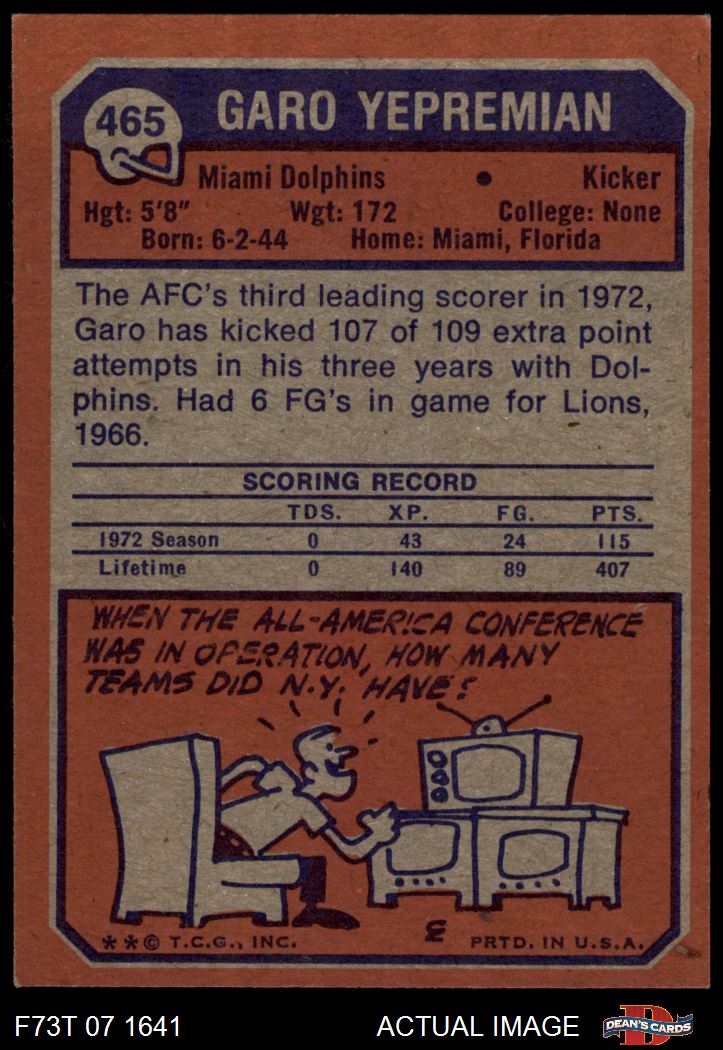 465
GARO YEPREMIAN
Miami Dolphins • Kicker
Hgt: 5'8" Wgt: 172 College: None
Born: 6-2-44 Home: Miami, Florida
The AFC's third leading scorer in 1972,
Garo has kicked 107 of 109 extra point
attempts in his three years with Dol-
phins. Had 6 FG's in game for Lions,
1966.
SCORING RECORD
TDS. XP. FG. PTS.
1972 Season 0 43 24 115
Lifetime 0 140 89 407
WHEN THE ALL-AMERICA CONFERENCE
WAS IN OPERATION, HOW MANY
TEAMS DID N.Y. HAVE?
**© T.C.G., INC. E PRTD. IN U.S.A.
F73T 07 1641 ACTUAL IMAGE D DEAN'S CARDS